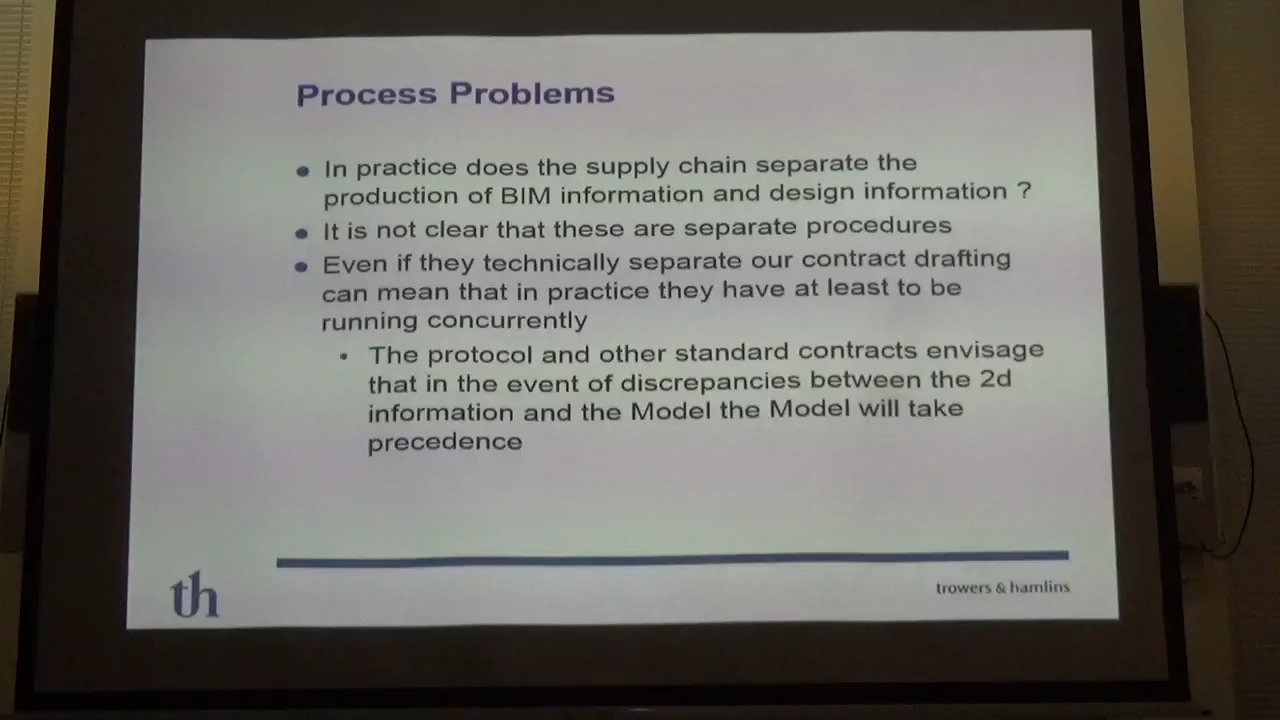 Process Problems
• In practice does the supply chain separate the
production of BIM information and design information ?
• It is not clear that these are separate procedures
• Even if they technically separate our contract drafting
can mean that in practice they have at least to be
running concurrently
• The protocol and other standard contracts envisage
that in the event of discrepancies between the 2d
information and the Model the Model will take
precedence
th
trowers & hamlins